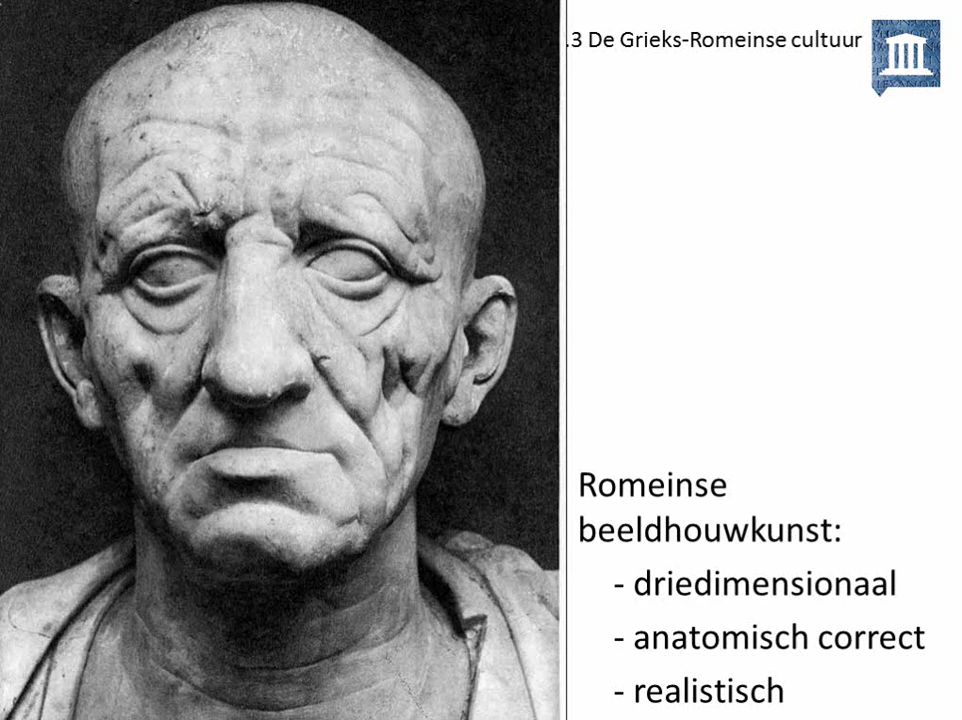 .3 De Grieks-Romeinse cultuur
Romeinse
beeldhouwkunst:
- driedimensionaal
- anatomisch correct
- realistisch